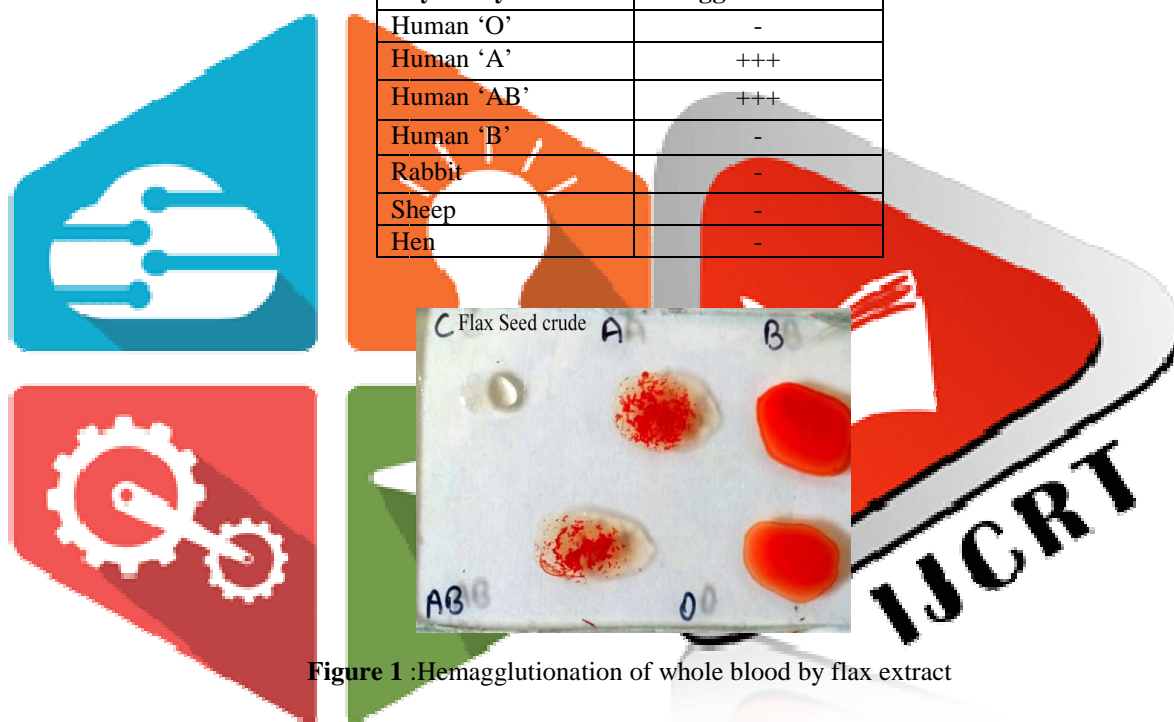 Human ‘O’ -
Human ‘A’ +++
Human ‘AB’ +++
Human ‘B’ -
Rabbit -
Sheep -
Hen -
C Flax Seed crude A B
AB O
Figure 1 :Hemagglutionation of whole blood by flax extract
IJCRT